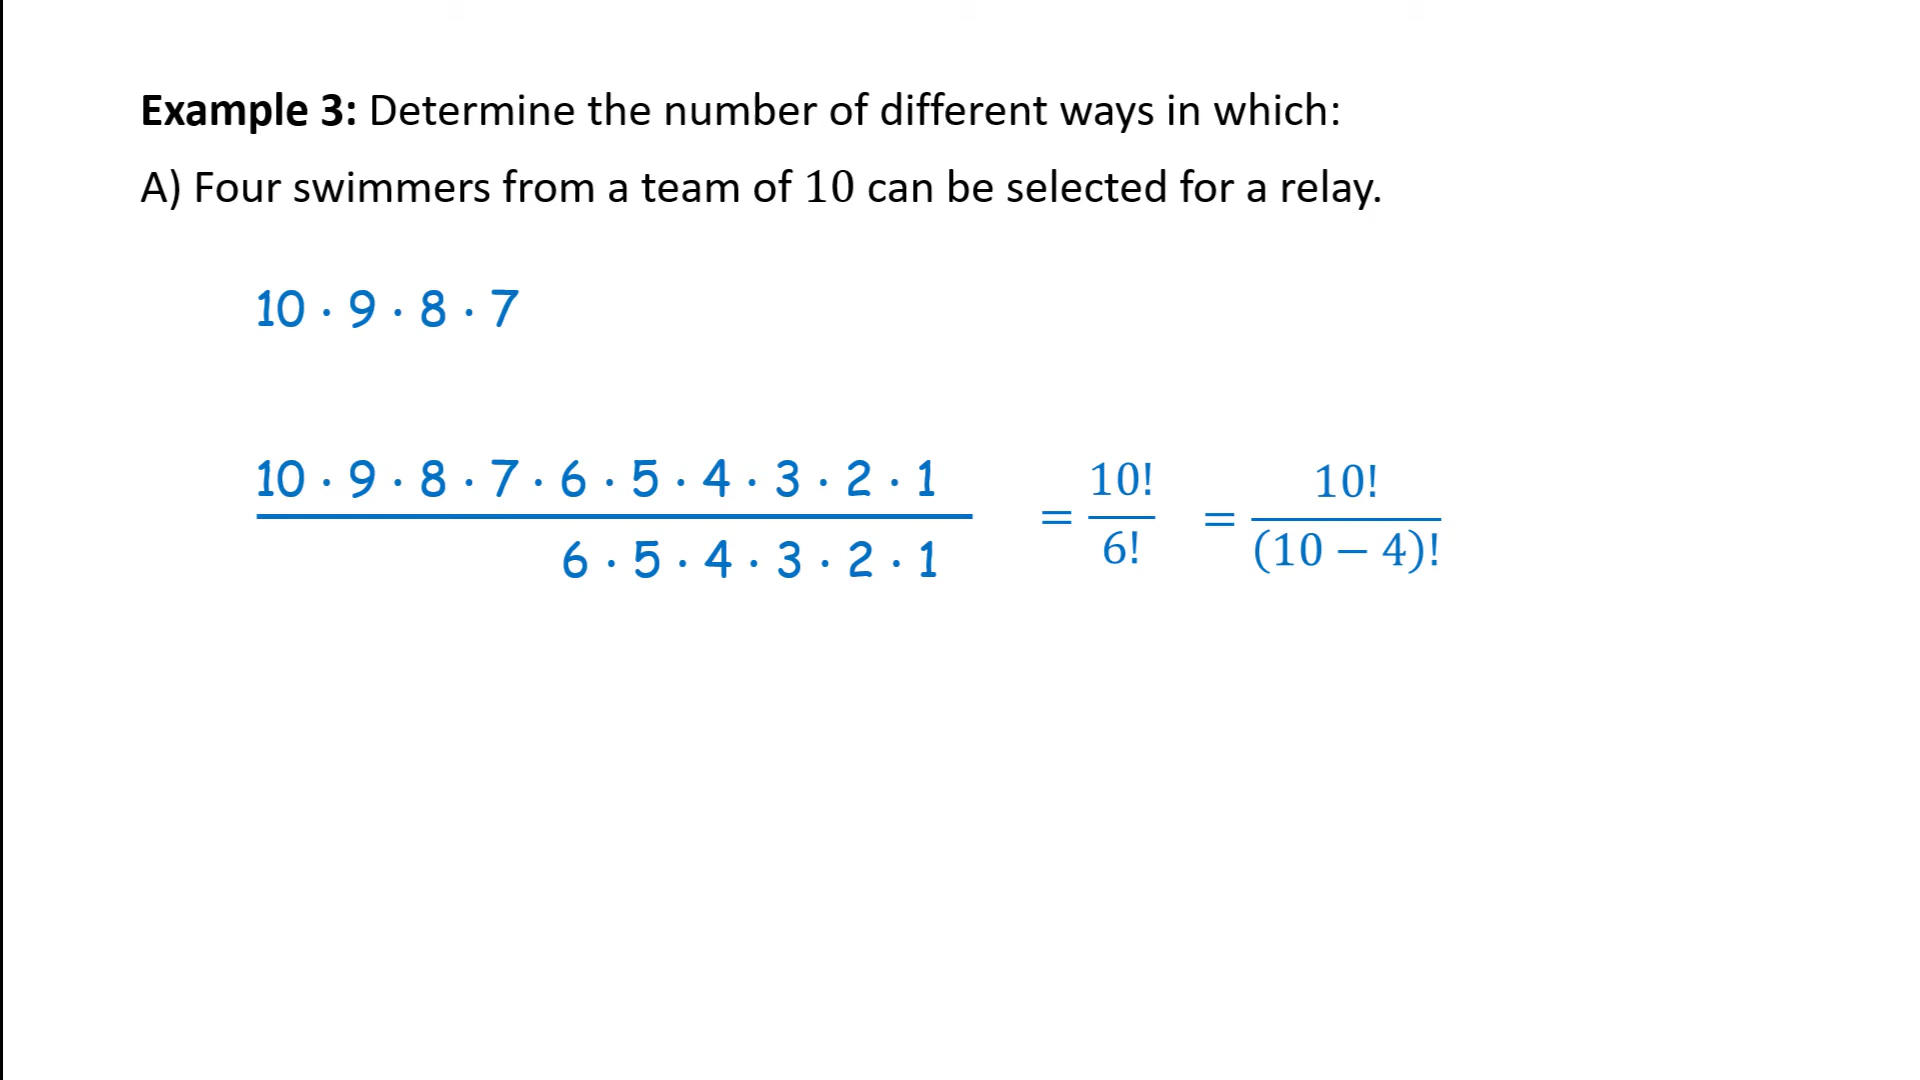 Example 3: Determine the number of different ways in which:
A) Four swimmers from a team of 10 can be selected for a relay.
10 · 9 · 8 · 7
10 · 9 · 8 · 7 · 6 · 5 · 4 · 3 · 2 · 1
6 · 5 · 4 · 3 · 2 · 1
= 10!
6!
= 10!
(10 − 4)!